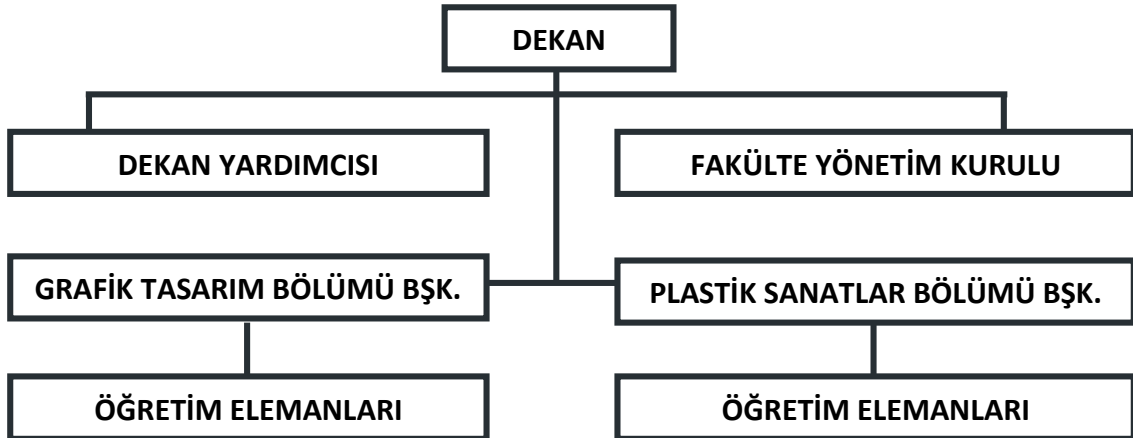 DEKAN
DEKAN YARDIMCISI
FAKÜLTE YÖNETİM KURULU
GRAFİK TASARIM BÖLÜMÜ BŞK.
PLASTİK SANATLAR BÖLÜMÜ BŞK.
ÖĞRETİM ELEMANLARI
ÖĞRETİM ELEMANLARI